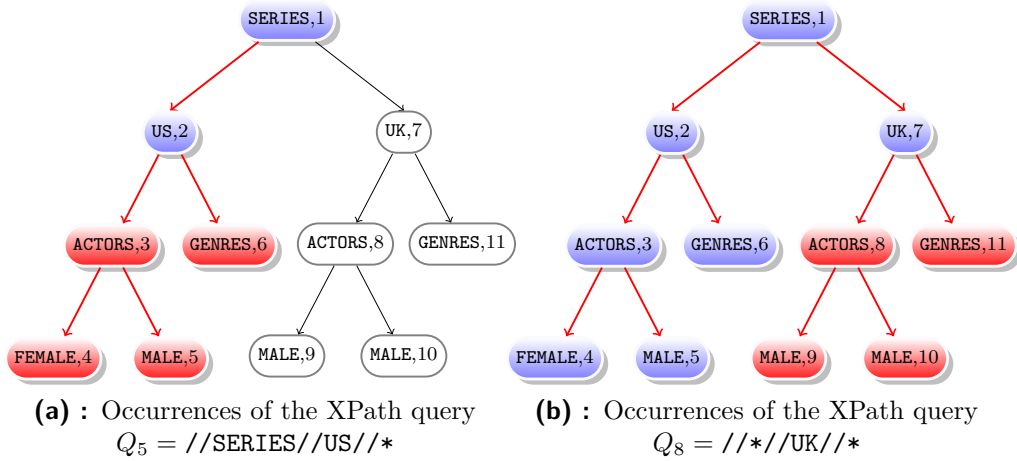 SERIES,1
US,2
UK,7
ACTORS,3
GENRES,6
ACTORS,8
GENRES,11
FEMALE,4
MALE,5
MALE,9
MALE,10
(a) : Occurrences of the XPath query
Q₅ = //SERIES//US//*
SERIES,1
US,2
UK,7
ACTORS,3
GENRES,6
ACTORS,8
GENRES,11
FEMALE,4
MALE,5
MALE,9
MALE,10
(b) : Occurrences of the XPath query
Q₈ = //*//UK//*